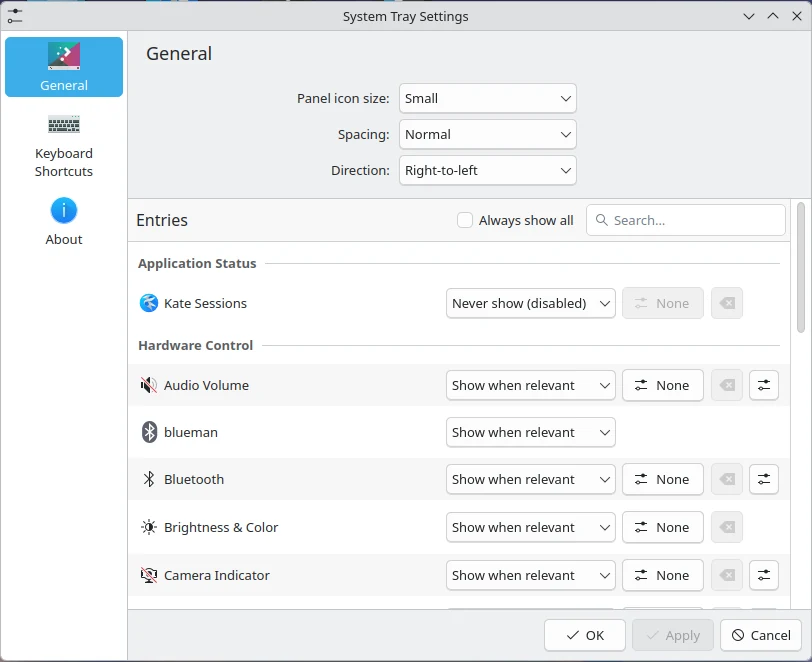 System Tray Settings
General
Keyboard
Shortcuts
About
General
Panel icon size: Small
Spacing: Normal
Direction: Right-to-left
Entries Always show all Search...
Application Status
Kate Sessions Never show (disabled) None
Hardware Control
Audio Volume Show when relevant None
blueman Show when relevant
Bluetooth Show when relevant None
Brightness & Color Show when relevant None
Camera Indicator Show when relevant None
OK Apply Cancel